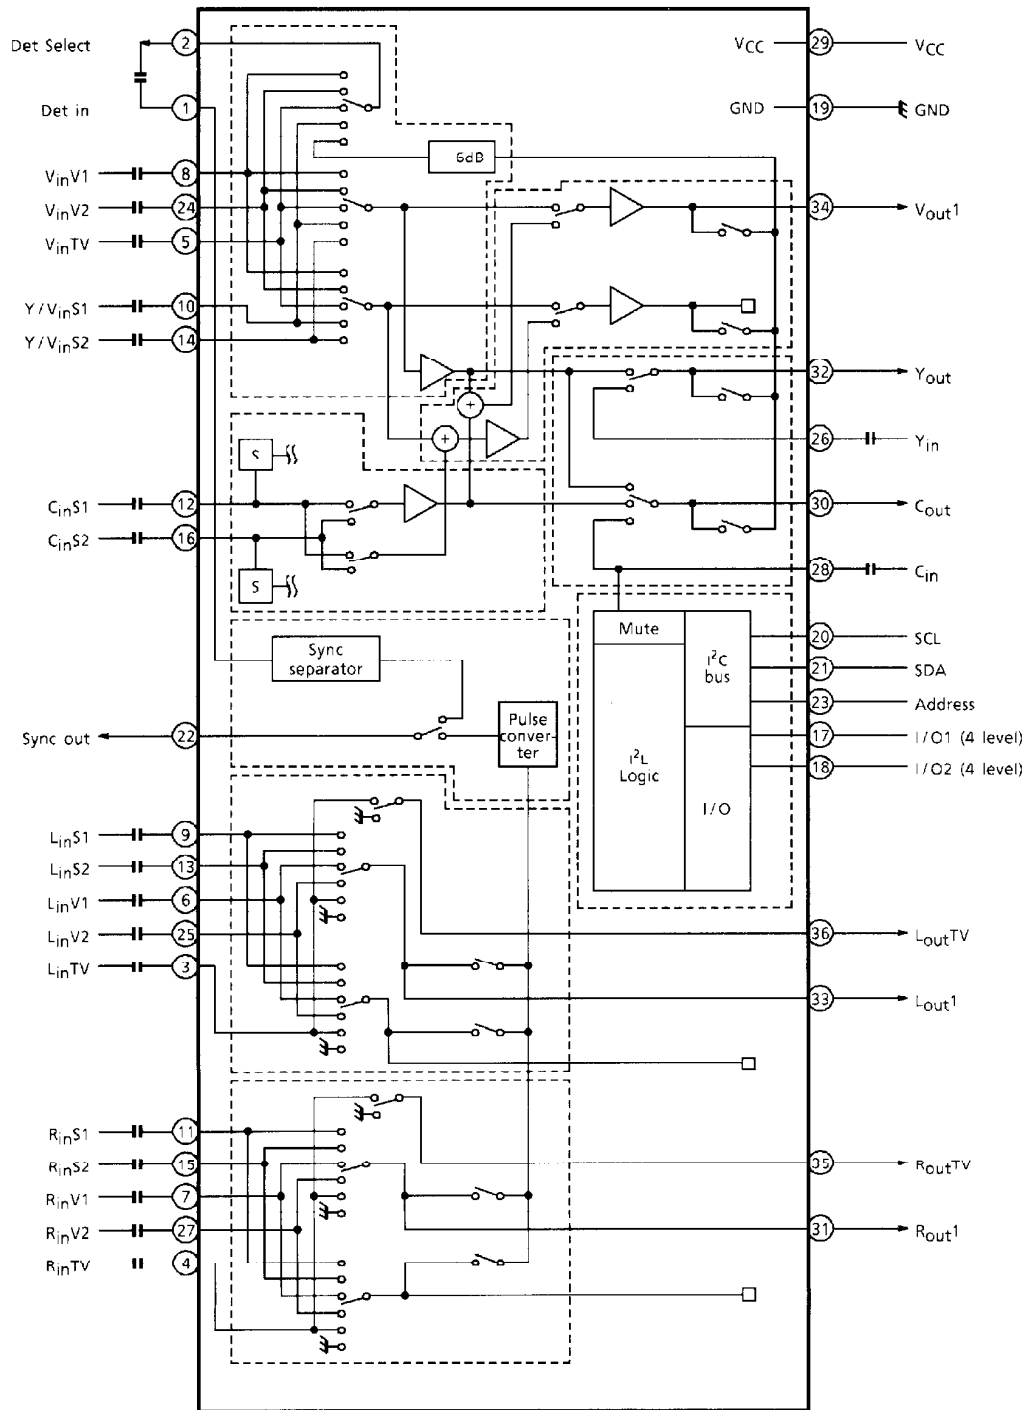 Det Select 2 VCC 29 VCC
Det in 1 GND 19 GND
6dB
VinV1 8
VinV2 24 34 Vout1
VinTV 5
Y/VinS1 10
Y/VinS2 14
32 Yout
+
+ 26 Yin
S
CinS1 12 30 Cout
CinS2 16
28 Cin
S
Mute
I2C
bus
20 SCL
21 SDA
23 Address
17 I/O1 (4 level)
18 I/O2 (4 level)
Sync
separator
Pulse
conver-
ter
Sync out 22
I2L
Logic
I/O
LinS1 9
LinS2 13
LinV1 6
LinV2 25 36 LoutTV
LinTV 3
33 Lout1
RinS1 11
RinS2 15 35 RoutTV
RinV1 7
RinV2 27 31 Rout1
RinTV 4